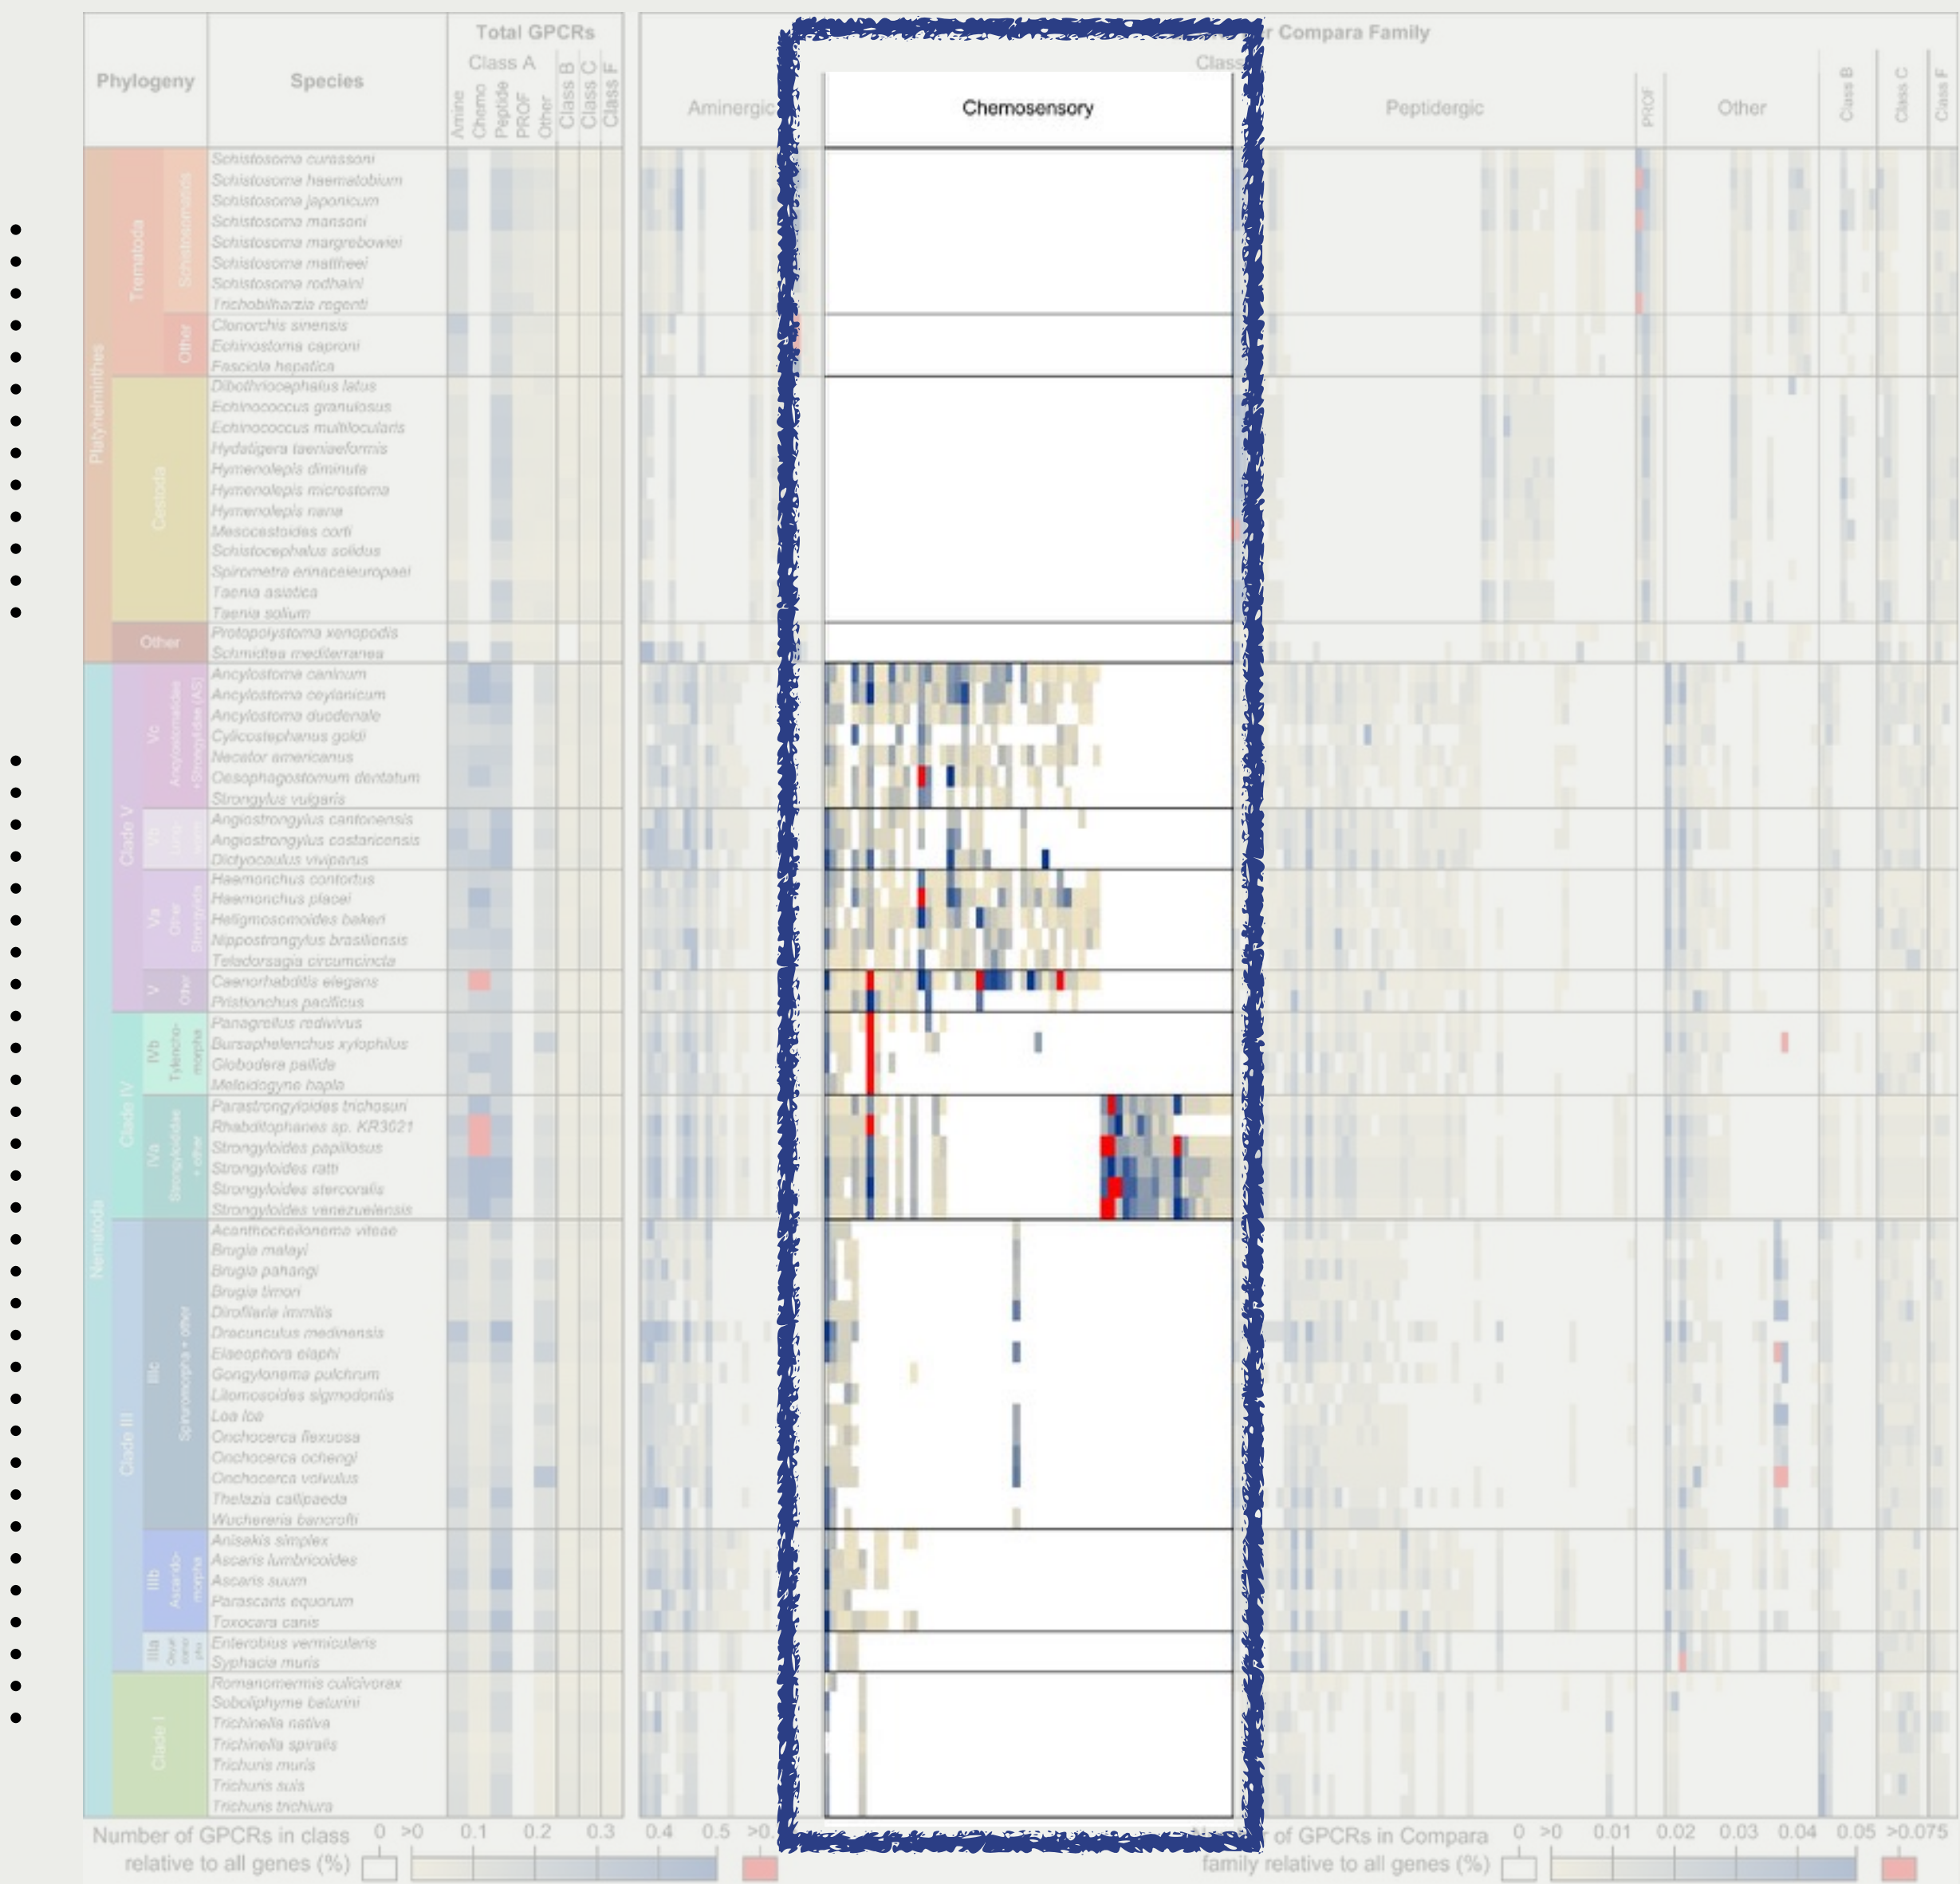 Total GPCRs
r Compara Family
Phylogeny
Species
Class A
Class
Amine
Chemo
Peptide
PROF
Other
Class B
Class C
Class F
Aminergic
Chemosensory
Peptidergic
PROF
Other
Class B
Class C
Class F
Platyhelminthes
Trematoda
Schistosomatids
Schistosoma curassoni
Schistosoma haematobium
Schistosoma japonicum
Schistosoma mansoni
Schistosoma margrebowiei
Schistosoma mattheei
Schistosoma rodhaini
Trichobilharzia regenti
Other
Clonorchis sinensis
Echinostoma caproni
Fasciola hepatica
Cestoda
Dibothriocephalus latus
Echinococcus granulosus
Echinococcus multilocularis
Hydatigera taeniaeformis
Hymenolepis diminuta
Hymenolepis microstoma
Hymenolepis nana
Mesocestoides corti
Schistocephalus solidus
Spirometra erinaceieuropaei
Taenia asiatica
Taenia solium
Other
Protopolystoma xenopodis
Schmidtea mediterranea
Nematoda
Clade V
Vc
Ancylostomatidae
+Strongylidae (AS)
Ancylostoma caninum
Ancylostoma ceylanicum
Ancylostoma duodenale
Cylicostephanus goldi
Necator americanus
Oesophagostomum dentatum
Strongylus vulgaris
Vb
Angiostrongylus cantonensis
Angiostrongylus costaricensis
Dictyocaulus viviparus
Va
Other
Strongylida
Haemonchus contortus
Haemonchus placei
Heligmosomoides bakeri
Nippostrongylus brasiliensis
Teladorsagia circumcincta
V
Other
Caenorhabditis elegans
Pristionchus pacificus
Clade IV
IVb
Tylencho-
morpha
Panagrellus redivivus
Bursaphelenchus xylophilus
Globodera pallida
Meloidogyne hapla
IVa
Strongyloididae
+ other
Parastrongyloides trichosuri
Rhabditophanes sp. KR3021
Strongyloides papillosus
Strongyloides ratti
Strongyloides stercoralis
Strongyloides venezuelensis
Clade III
IIIc
Spiruromorpha + other
Acanthocheilonema viteae
Brugia malayi
Brugia pahangi
Brugia timori
Dirofilaria immitis
Dracunculus medinensis
Elaeophora elaphi
Gongylonema pulchrum
Litomosoides sigmodontis
Loa loa
Onchocerca flexuosa
Onchocerca ochengi
Onchocerca volvulus
Thelazia callipaeda
Wuchereria bancrofti
IIIb
Ascarido-
morpha
Anisakis simplex
Ascaris lumbricoides
Ascaris suum
Parascaris equorum
Toxocara canis
IIIa
Enterobius vermicularis
Syphacia muris
Clade I
Romanomermis culicivorax
Soboliphyme baturini
Trichinella nativa
Trichinella spiralis
Trichuris muris
Trichuris suis
Trichuris trichiura
Number of GPCRs in class
relative to all genes (%)
0 >0 0.1 0.2 0.3 0.4 0.5 >0.
of GPCRs in Compara
family relative to all genes (%)
0 >0 0.01 0.02 0.03 0.04 0.05 >0.075